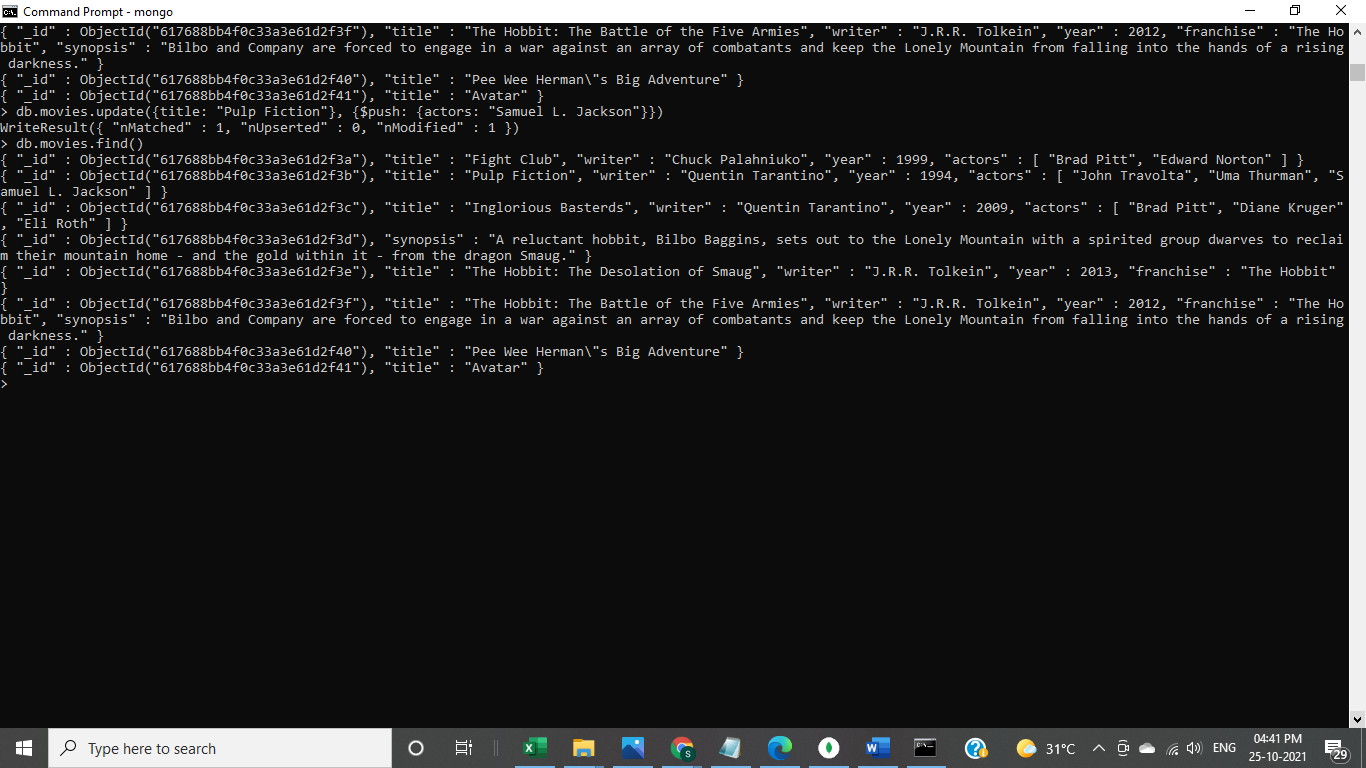 Command Prompt - mongo
{ "_id" : ObjectId("617688bb4f0c33a3e61d2f3f"), "title" : "The Hobbit: The Battle of the Five Armies", "writer" : "J.R.R. Tolkein", "year" : 2012, "franchise" : "The Ho
bbit", "synopsis" : "Bilbo and Company are forced to engage in a war against an array of combatants and keep the Lonely Mountain from falling into the hands of a rising
 darkness." }
{ "_id" : ObjectId("617688bb4f0c33a3e61d2f40"), "title" : "Pee Wee Herman\"s Big Adventure" }
{ "_id" : ObjectId("617688bb4f0c33a3e61d2f41"), "title" : "Avatar" }
> db.movies.update({title: "Pulp Fiction"}, {$push: {actors: "Samuel L. Jackson"}})
WriteResult({ "nMatched" : 1, "nUpserted" : 0, "nModified" : 1 })
> db.movies.find()
{ "_id" : ObjectId("617688bb4f0c33a3e61d2f3a"), "title" : "Fight Club", "writer" : "Chuck Palahniuko", "year" : 1999, "actors" : [ "Brad Pitt", "Edward Norton" ] }
{ "_id" : ObjectId("617688bb4f0c33a3e61d2f3b"), "title" : "Pulp Fiction", "writer" : "Quentin Tarantino", "year" : 1994, "actors" : [ "John Travolta", "Uma Thurman", "S
amuel L. Jackson" ] }
{ "_id" : ObjectId("617688bb4f0c33a3e61d2f3c"), "title" : "Inglorious Basterds", "writer" : "Quentin Tarantino", "year" : 2009, "actors" : [ "Brad Pitt", "Diane Kruger"
, "Eli Roth" ] }
{ "_id" : ObjectId("617688bb4f0c33a3e61d2f3d"), "synopsis" : "A reluctant hobbit, Bilbo Baggins, sets out to the Lonely Mountain with a spirited group dwarves to reclai
m their mountain home - and the gold within it - from the dragon Smaug." }
{ "_id" : ObjectId("617688bb4f0c33a3e61d2f3e"), "title" : "The Hobbit: The Desolation of Smaug", "writer" : "J.R.R. Tolkein", "year" : 2013, "franchise" : "The Hobbit"
}
{ "_id" : ObjectId("617688bb4f0c33a3e61d2f3f"), "title" : "The Hobbit: The Battle of the Five Armies", "writer" : "J.R.R. Tolkein", "year" : 2012, "franchise" : "The Ho
bbit", "synopsis" : "Bilbo and Company are forced to engage in a war against an array of combatants and keep the Lonely Mountain from falling into the hands of a rising
 darkness." }
{ "_id" : ObjectId("617688bb4f0c33a3e61d2f40"), "title" : "Pee Wee Herman\"s Big Adventure" }
{ "_id" : ObjectId("617688bb4f0c33a3e61d2f41"), "title" : "Avatar" }
>
Type here to search
31°C
ENG
04:41 PM
25-10-2021
29